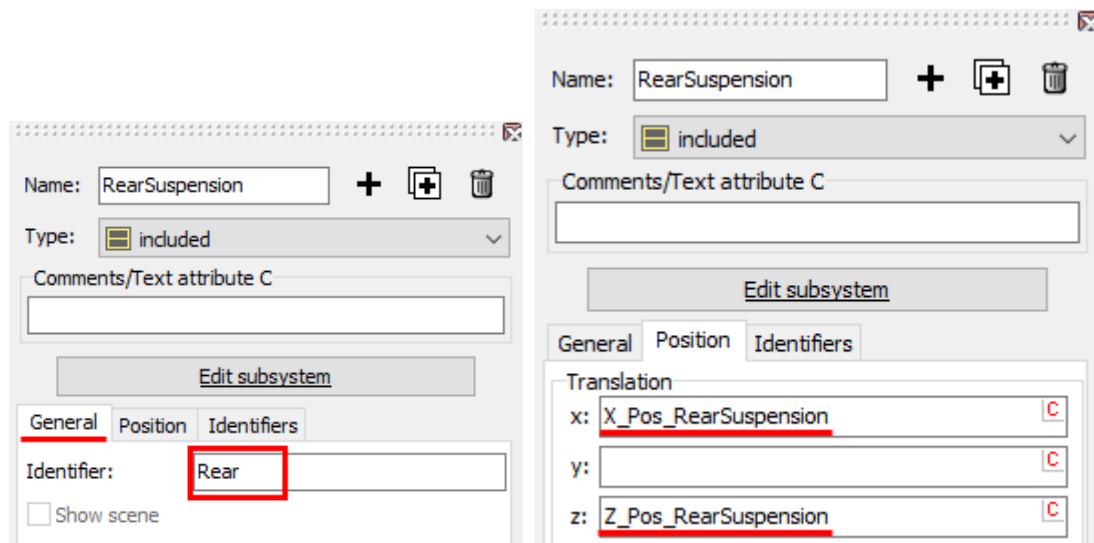 Name: RearSuspension
Type: included
Comments/Text attribute C
Edit subsystem
General Position Identifiers
Identifier: Rear
Show scene
Name: RearSuspension
Type: included
Comments/Text attribute C
Edit subsystem
General Position Identifiers
Translation
x: X_Pos_RearSuspension C
y: C
z: Z_Pos_RearSuspension C